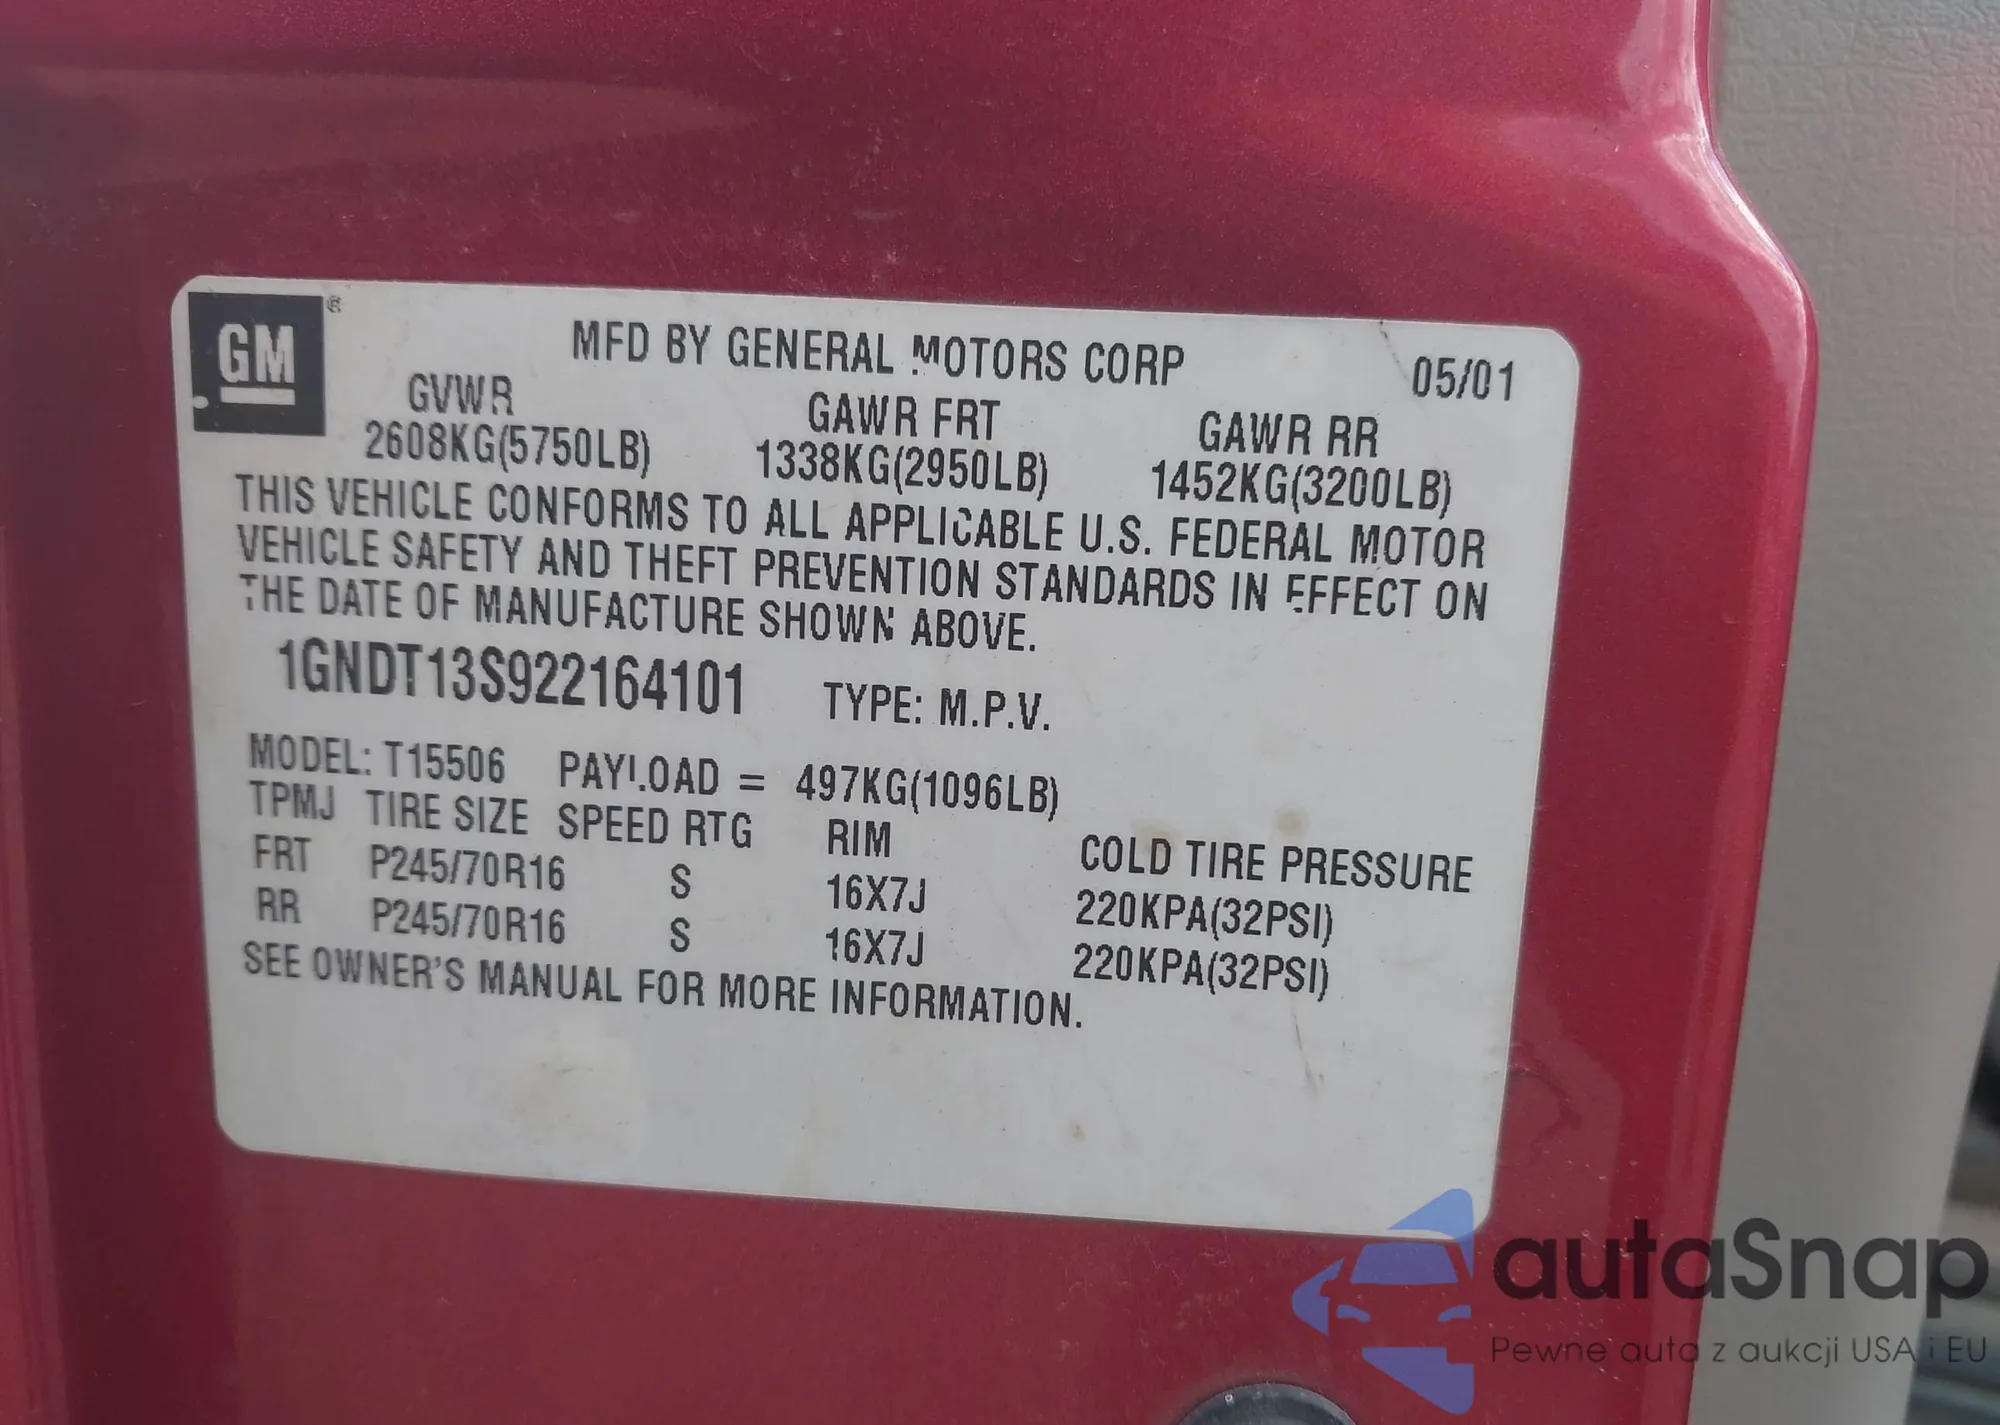 GM ®
MFD BY GENERAL MOTORS CORP 05/01
GVWR GAWR FRT GAWR RR
2608KG(5750LB) 1338KG(2950LB) 1452KG(3200LB)
THIS VEHICLE CONFORMS TO ALL APPLICABLE U.S. FEDERAL MOTOR
VEHICLE SAFETY AND THEFT PREVENTION STANDARDS IN EFFECT ON
THE DATE OF MANUFACTURE SHOWN ABOVE.
1GNDT13S922164101 TYPE: M.P.V.
MODEL: T15506 PAYLOAD = 497KG(1096LB)
TPMJ TIRE SIZE SPEED RTG RIM COLD TIRE PRESSURE
FRT P245/70R16 S 16X7J 220KPA(32PSI)
RR P245/70R16 S 16X7J 220KPA(32PSI)
SEE OWNER'S MANUAL FOR MORE INFORMATION.
autaSnap
Pewne auta z aukcji USA i EU